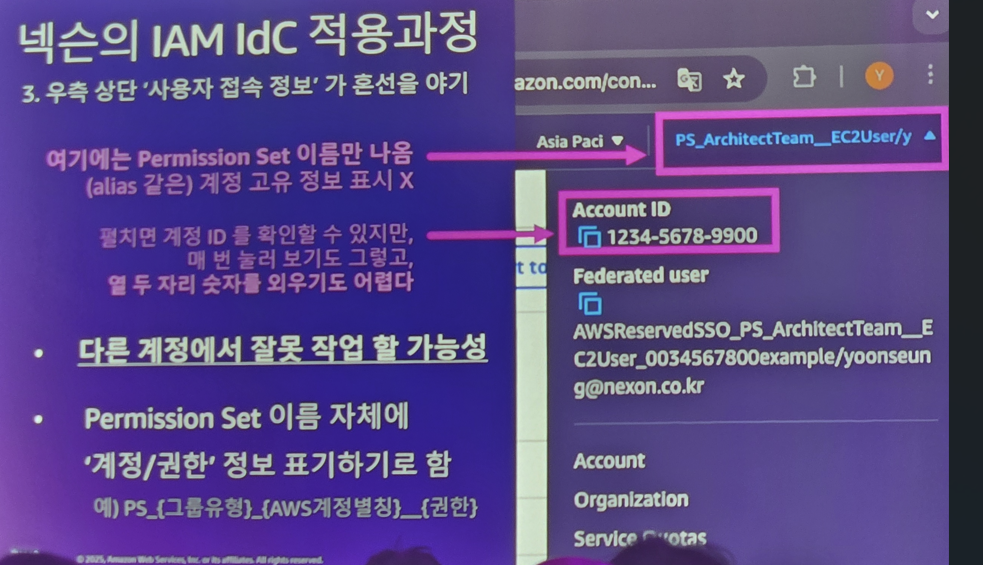 넥슨의 IAM IdC 적용과정
3. 우측 상단 '사용자 접속 정보' 가 혼선을 야기
여기에는 Permission Set 이름만 나옴
(alias 같은) 계정 고유 정보 표시 X
펼치면 계정 ID 를 확인할 수 있지만,
매 번 눌러 보기도 그렇고,
열 두 자리 숫자를 외우기도 어렵다
• 다른 계정에서 잘못 작업 할 가능성
• Permission Set 이름 자체에
'계정/권한' 정보 표기하기로 함
예) PS_{그룹유형}_{AWS계정별칭}__{권한}
© 2025, Amazon Web Services, Inc. or its affiliates. All rights reserved.
azon.com/con...
Y
Asia Paci ▼
PS_ArchitectTeam__EC2User/y ▲
t to
Account ID
1234-5678-9900
Federated user
AWSReservedSSO_PS_ArchitectTeam__E
C2User_0034567800example/yoonseun
g@nexon.co.kr
Account
Organization
Service Quotas